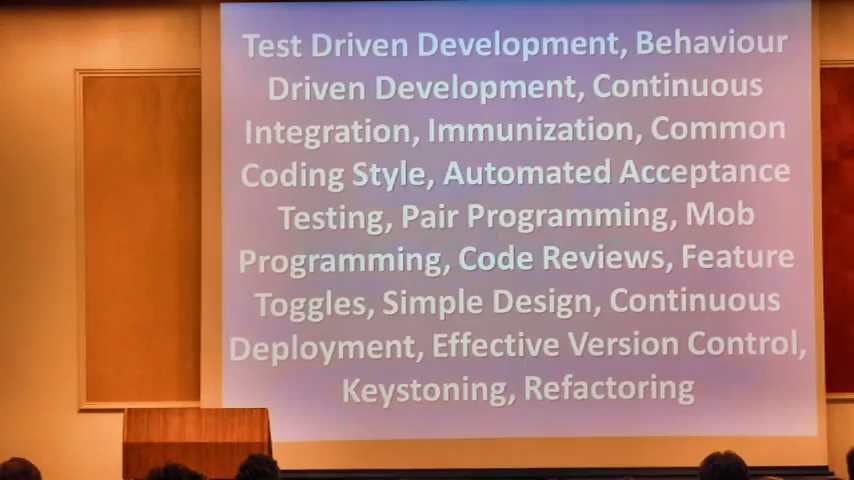 Test Driven Development, Behaviour
Driven Development, Continuous
Integration, Immunization, Common
Coding Style, Automated Acceptance
Testing, Pair Programming, Mob
Programming, Code Reviews, Feature
Toggles, Simple Design, Continuous
Deployment, Effective Version Control,
Keystoning, Refactoring